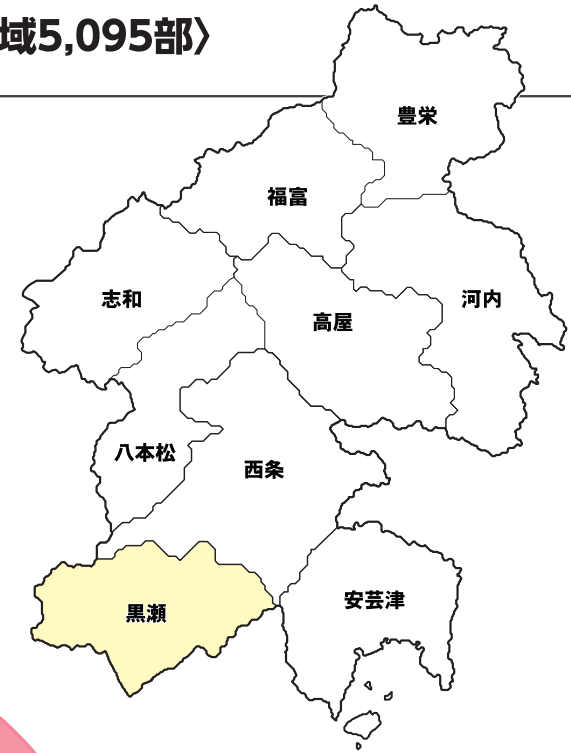 域5,095部〉
豊栄
福富
志和
高屋
河内
八本松
西条
黒瀬
安芸津